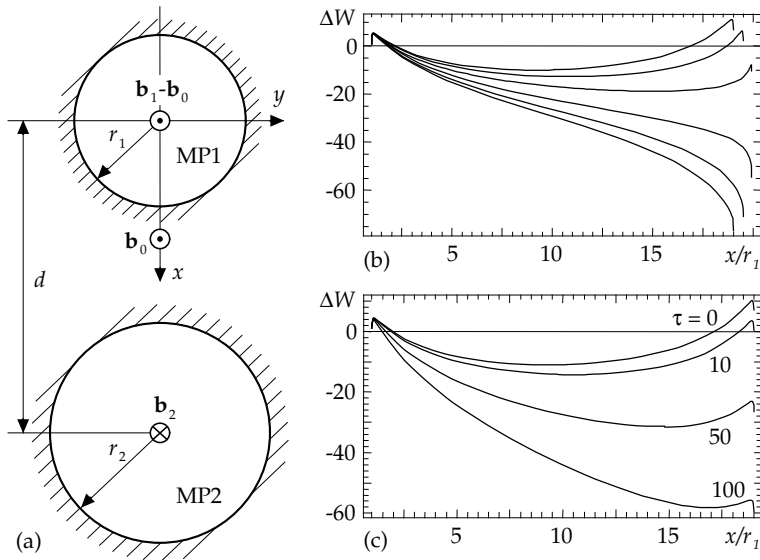 b₁-b₀
y
r₁
MP1
b₀
x
d
b₂
r₂
MP2
(a)
ΔW
0
-20
-40
-60
5
10
15
x/r₁
(b)
ΔW
0
-20
-40
-60
τ = 0
10
50
100
5
10
15
x/r₁
(c)